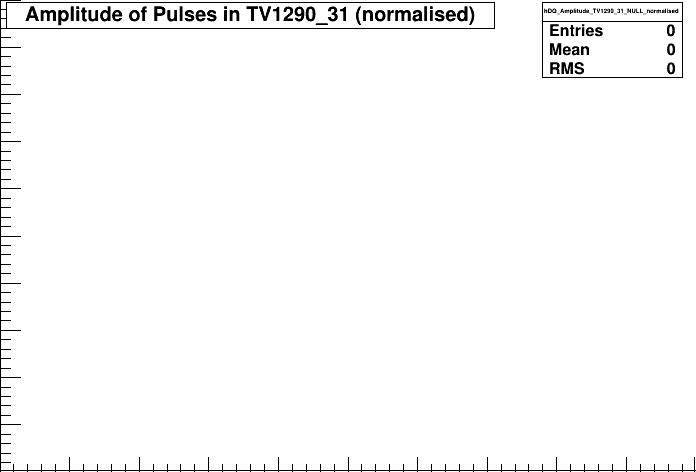 Amplitude of Pulses in TV1290_31 (normalised)
hDQ_Amplitude_TV1290_31_NULL_normalised
Entries 0
Mean 0
RMS 0